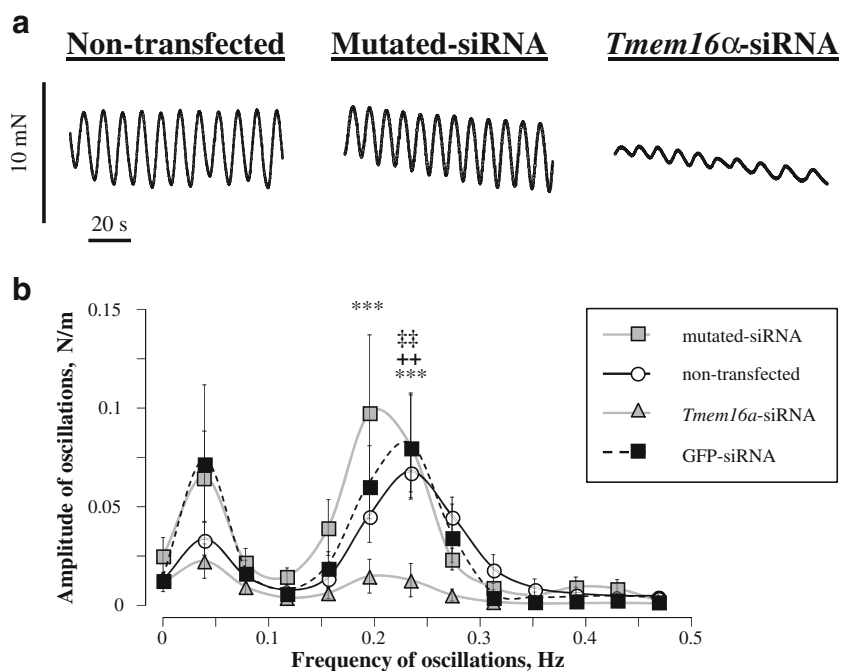 a
Non-transfected Mutated-siRNA Tmem16α-siRNA
10 mN
20 s
b
Amplitude of oscillations, N/m
0.15
0.1
0.05
0
***
‡‡
‡‡
++
***
mutated-siRNA
non-transfected
Tmem16a-siRNA
GFP-siRNA
0 0.1 0.2 0.3 0.4 0.5
Frequency of oscillations, Hz